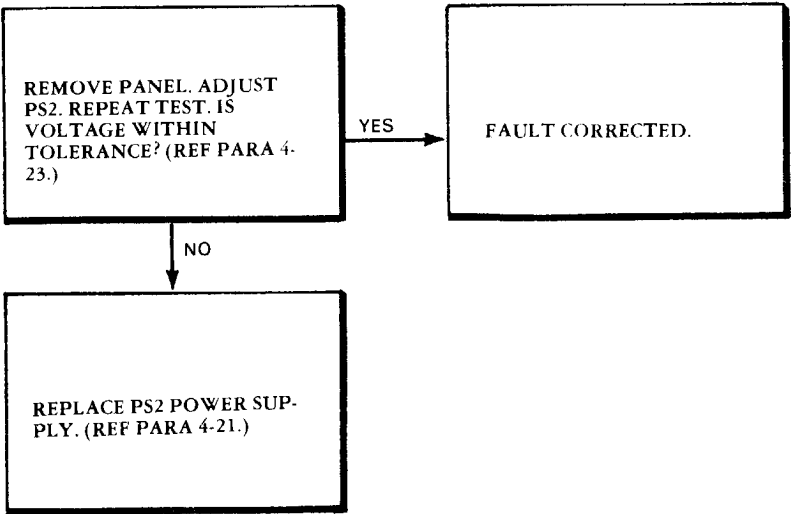 REMOVE PANEL. ADJUST
PS2. REPEAT TEST. IS
VOLTAGE WITHIN
TOLERANCE? (REF PARA 4-
23.)
YES
FAULT CORRECTED.
NO
REPLACE PS2 POWER SUP-
PLY. (REF PARA 4-21.)